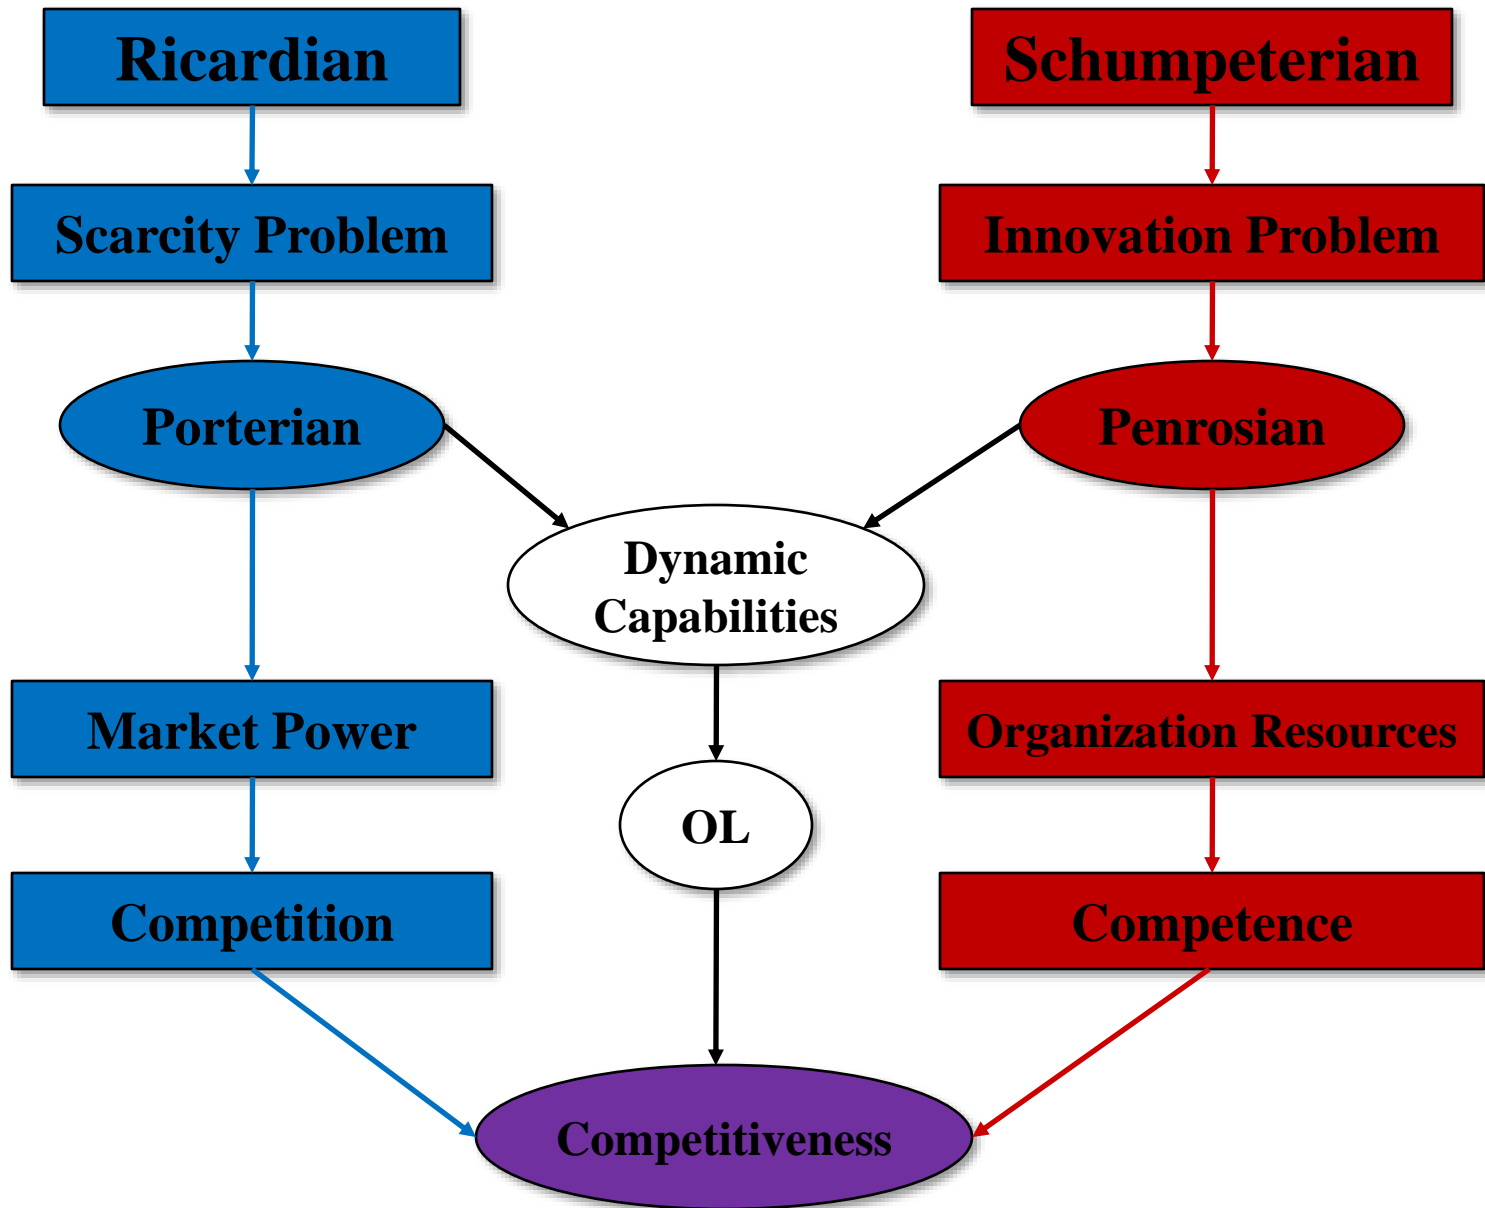 Ricardian
Schumpeterian
Scarcity Problem
Innovation Problem
Porterian
Penrosian
Dynamic
Capabilities
Market Power
Organization Resources
OL
Competition
Competence
Competitiveness